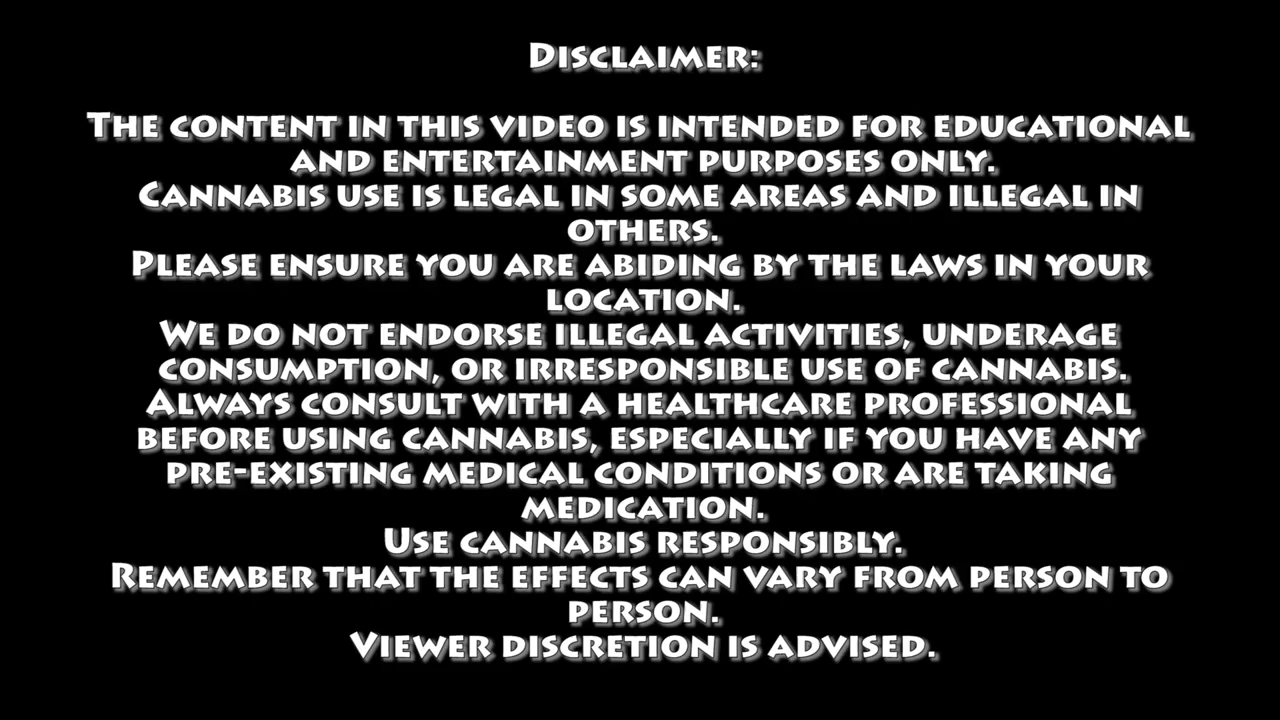 Disclaimer:
The content in this video is intended for educational
and entertainment purposes only.
Cannabis use is legal in some areas and illegal in
others.
Please ensure you are abiding by the laws in your
location.
We do not endorse illegal activities, underage
consumption, or irresponsible use of cannabis.
Always consult with a healthcare professional
before using cannabis, especially if you have any
pre-existing medical conditions or are taking
medication.
Use cannabis responsibly.
Remember that the effects can vary from person to
person.
Viewer discretion is advised.